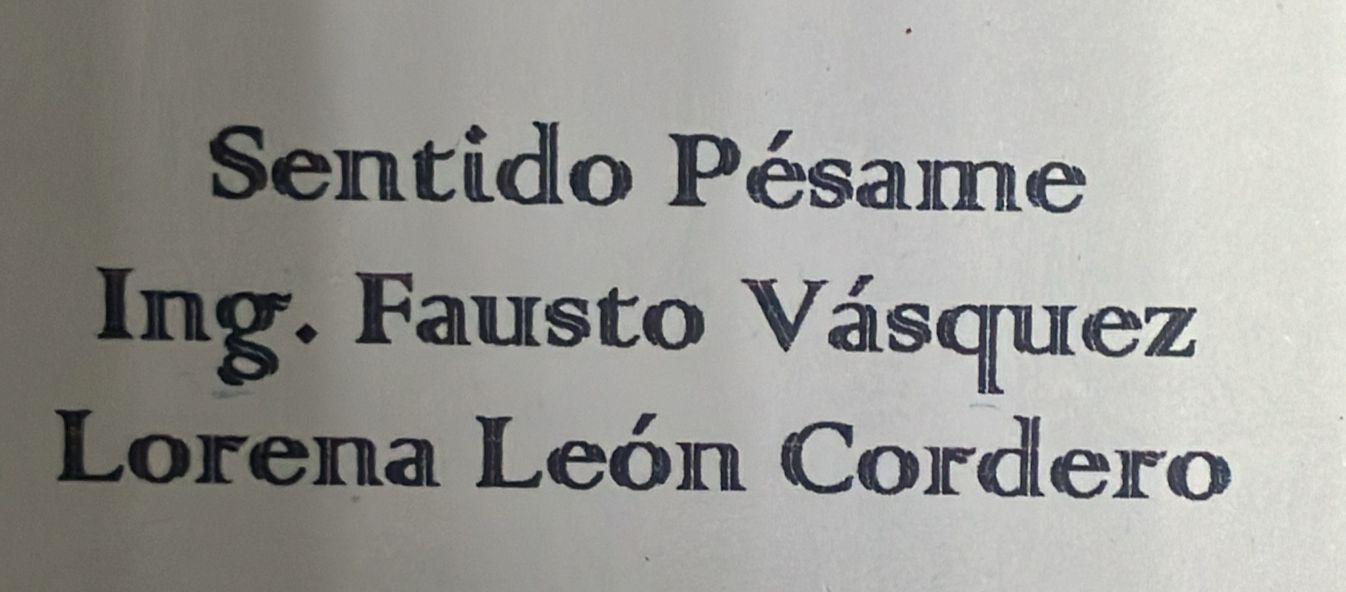 Sentido Pésame
Ing. Fausto Vásquez
Lorena León Cordero